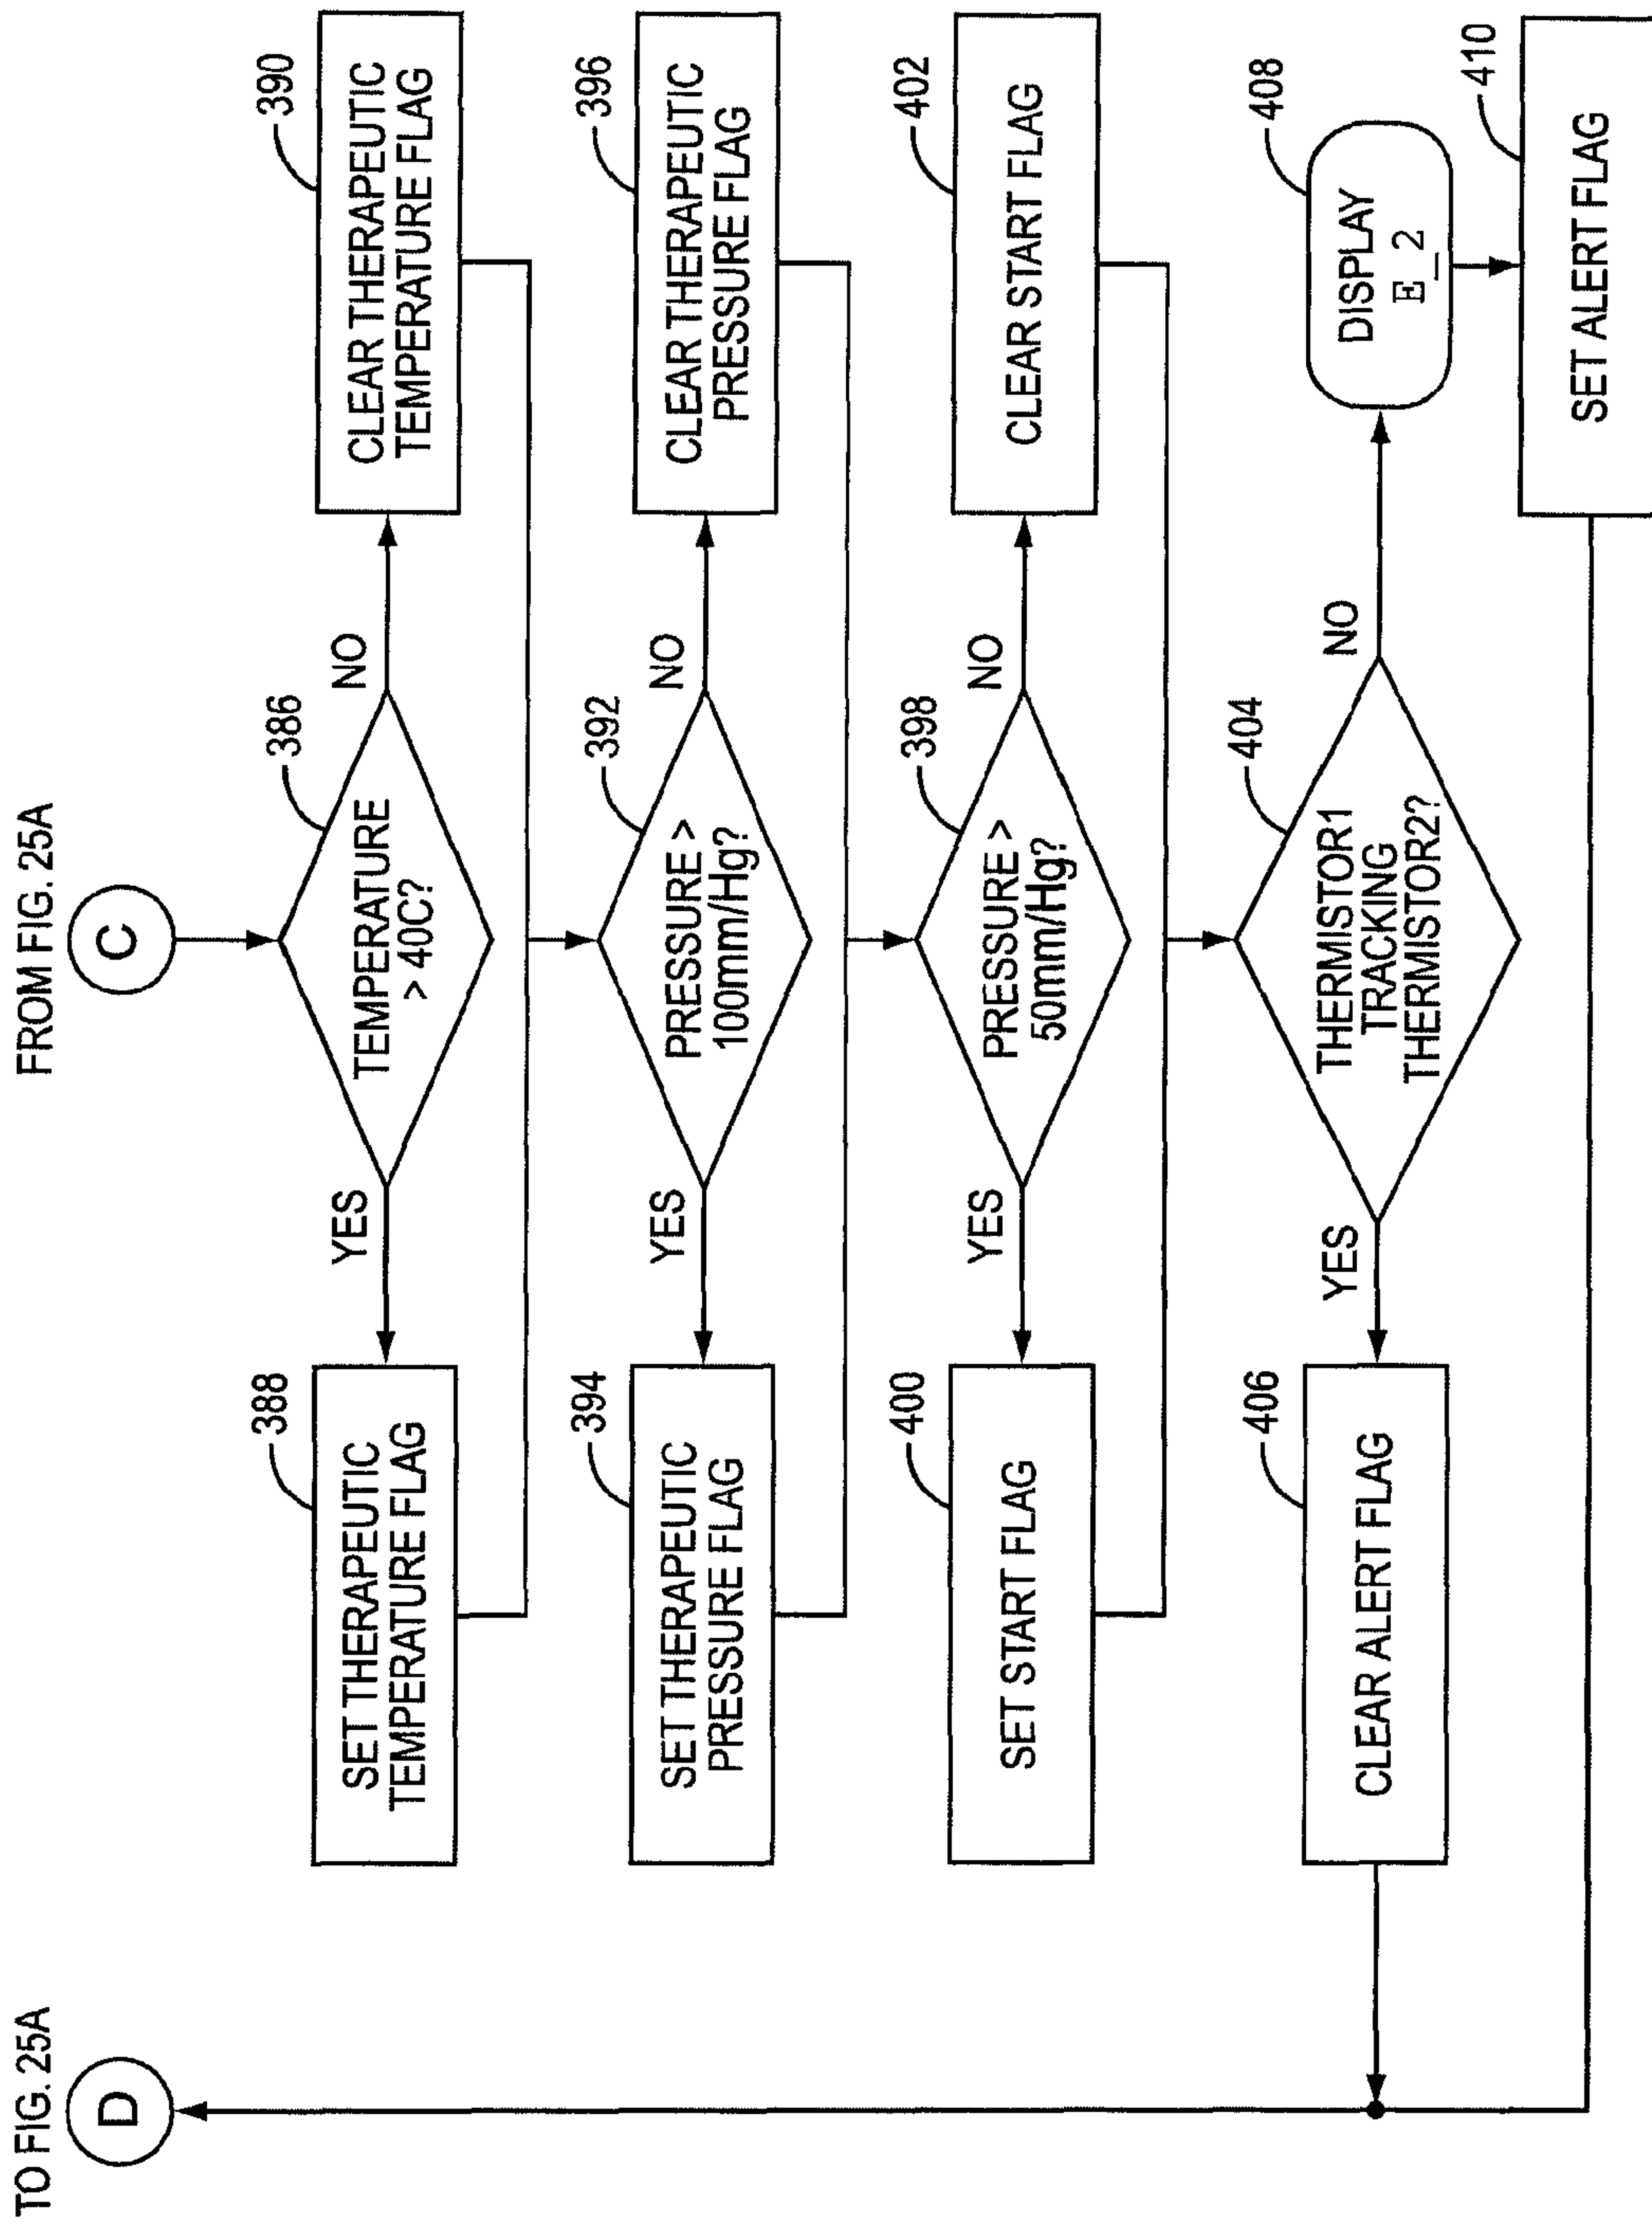 FROM FIG. 25A
C
386
TEMPERATURE
> 40C?
YES
NO
388
SET THERAPEUTIC
TEMPERATURE FLAG
390
CLEAR THERAPEUTIC
TEMPERATURE FLAG
392
PRESSURE >
100mm/Hg?
YES
NO
394
SET THERAPEUTIC
PRESSURE FLAG
396
CLEAR THERAPEUTIC
PRESSURE FLAG
398
PRESSURE >
50mm/Hg?
YES
NO
400
SET START FLAG
402
CLEAR START FLAG
404
THERMISTOR1
TRACKING
THERMISTOR2?
YES
NO
406
CLEAR ALERT FLAG
408
DISPLAY
E_2
410
SET ALERT FLAG
TO FIG. 25A
D